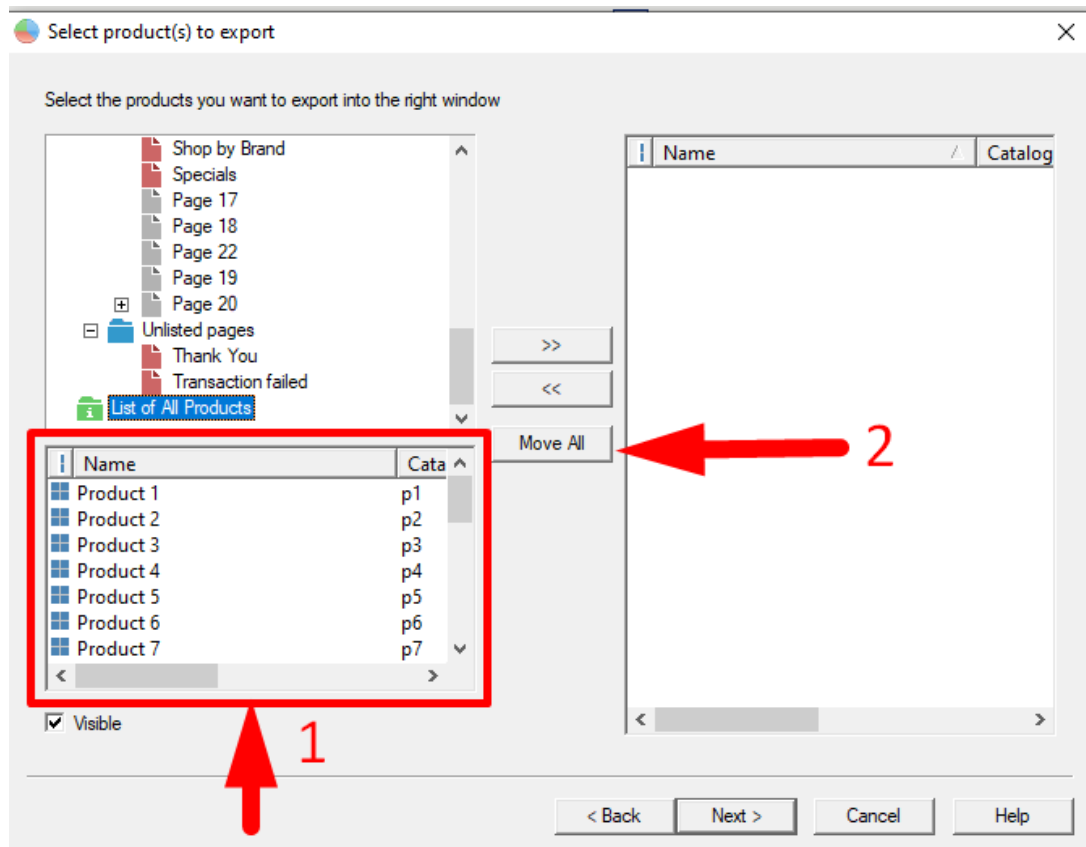 Select product(s) to export
Select the products you want to export into the right window
Shop by Brand
Specials
Page 17
Page 18
Page 22
Page 19
Page 20
Unlisted pages
Thank You
Transaction failed
List of All Products
Name Cata
Product 1 p1
Product 2 p2
Product 3 p3
Product 4 p4
Product 5 p5
Product 6 p6
Product 7 p7
Visible
1
>>
<<
Move All
2
Name Catalog
< Back Next > Cancel Help